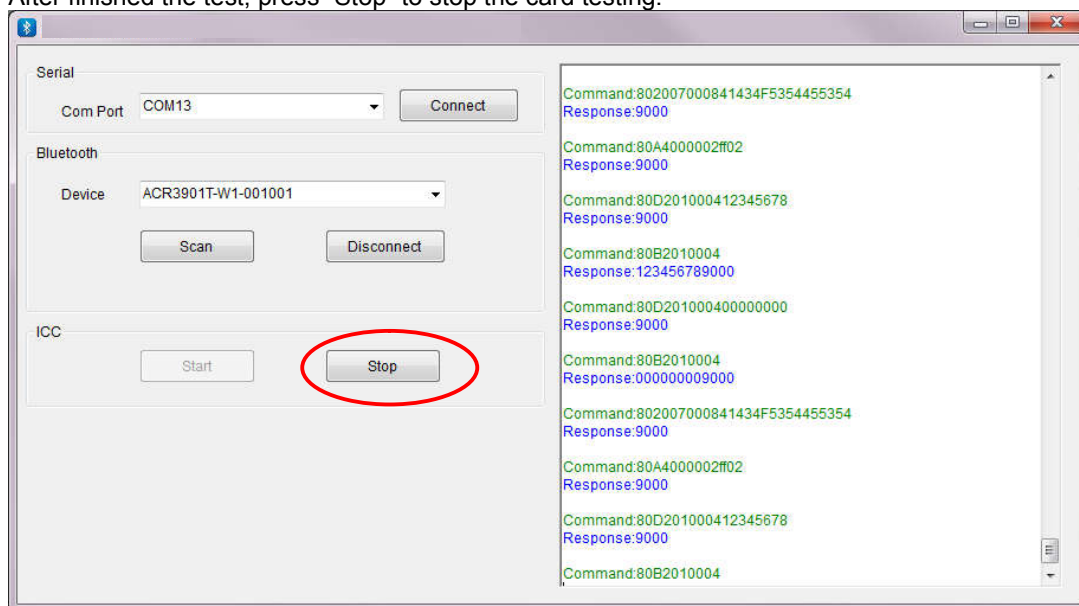 After finished the test, press "Stop" to stop the card testing.
Serial
Com Port COM13 Connect
Bluetooth
Device ACR3901T-W1-001001
Scan Disconnect
ICC
Start Stop
Command:802007000841434F5354455354
Response:9000
Command:80A4000002ff02
Response:9000
Command:80D201000412345678
Response:9000
Command:80B2010004
Response:123456789000
Command:80D201000400000000
Response:9000
Command:80B2010004
Response:000000009000
Command:802007000841434F5354455354
Response:9000
Command:80A4000002ff02
Response:9000
Command:80D201000412345678
Response:9000
Command:80B2010004